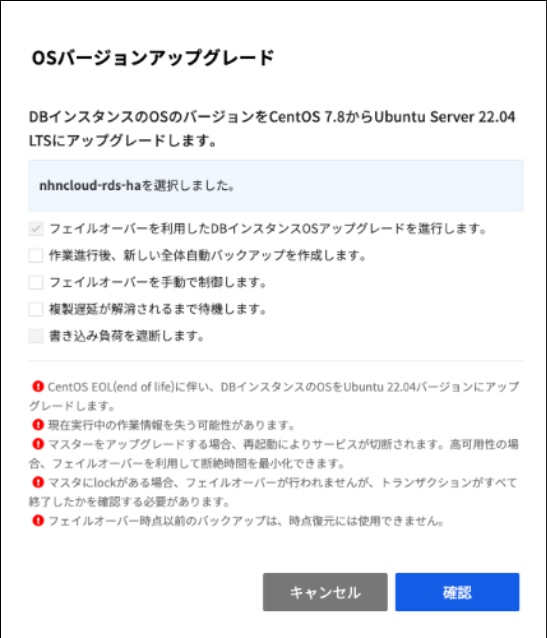 OSバージョンアップグレード
DBインスタンスのOSのバージョンをCentOS 7.8からUbuntu Server 22.04
LTSにアップグレードします。
nhncloud-rds-haを選択しました。
フェイルオーバーを利用したDBインスタンスOSアップグレードを進行します。
作業進行後、新しい全体自動バックアップを作成します。
フェイルオーバーを手動で制御します。
複製遅延が解消されるまで待機します。
書き込み負荷を遮断します。
CentOS EOL(end of life)に伴い、DBインスタンスのOSをUbuntu 22.04バージョンにアップ
グレードします。
現在実行中の作業情報を失う可能性があります。
マスターをアップグレードする場合、再起動によりサービスが切断されます。高可用性の場
合、フェイルオーバーを利用して断絶時間を最小化できます。
マスタにlockがある場合、フェイルオーバーが行われませんが、トランザクションがすべて
終了したかを確認する必要があります。
フェイルオーバー時点以前のバックアップは、時点復元には使用できません。
キャンセル
確認